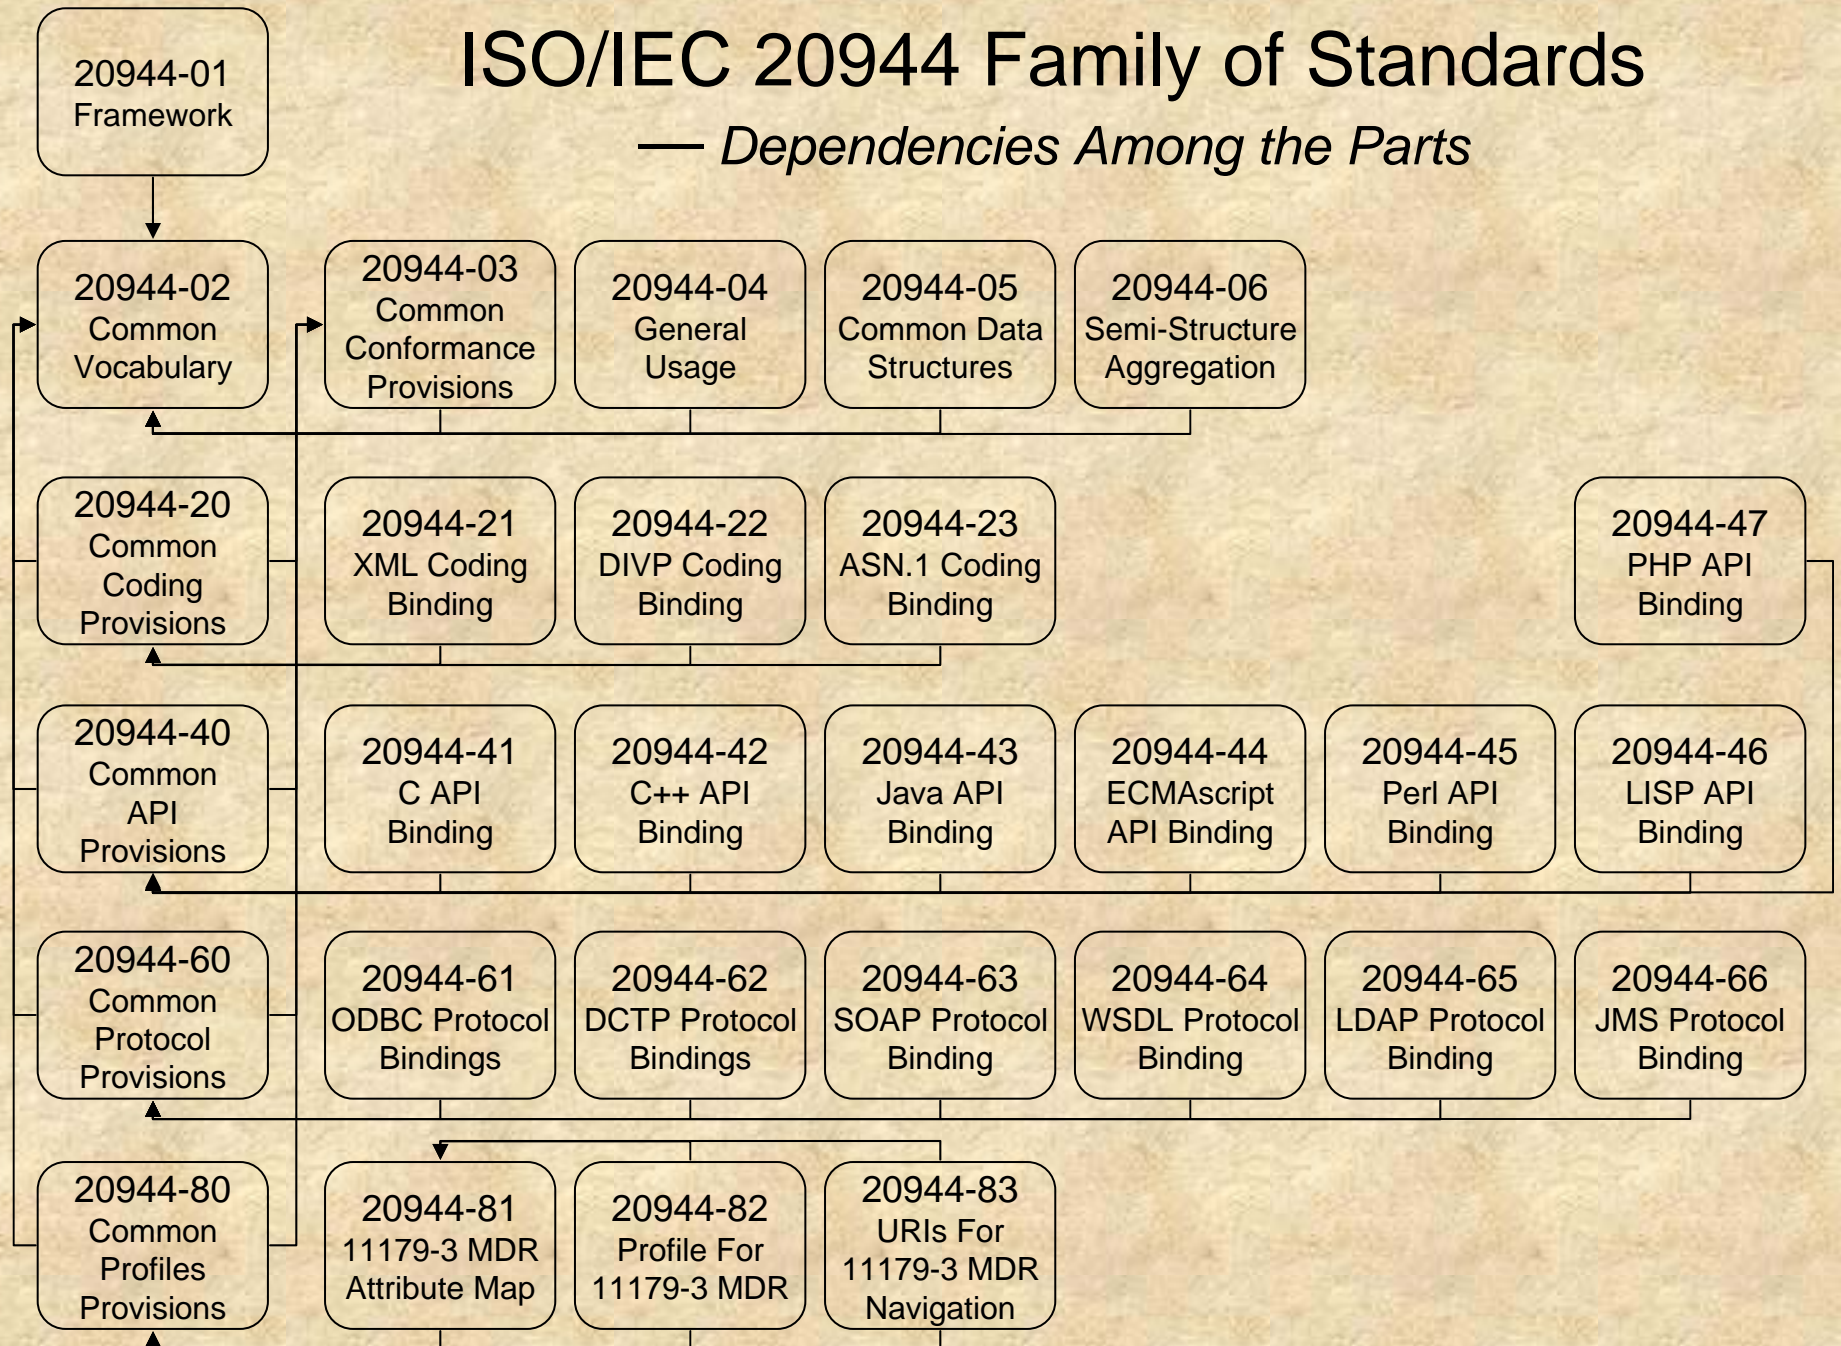 ISO/IEC 20944 Family of Standards
— Dependencies Among the Parts
20944-01
Framework
20944-02
Common
Vocabulary
20944-03
Common
Conformance
Provisions
20944-04
General
Usage
20944-05
Common Data
Structures
20944-06
Semi-Structure
Aggregation
20944-20
Common
Coding
Provisions
20944-21
XML Coding
Binding
20944-22
DIVP Coding
Binding
20944-23
ASN.1 Coding
Binding
20944-47
PHP API
Binding
20944-40
Common
API
Provisions
20944-41
C API
Binding
20944-42
C++ API
Binding
20944-43
Java API
Binding
20944-44
ECMAscript
API Binding
20944-45
Perl API
Binding
20944-46
LISP API
Binding
20944-60
Common
Protocol
Provisions
20944-61
ODBC Protocol
Bindings
20944-62
DCTP Protocol
Bindings
20944-63
SOAP Protocol
Binding
20944-64
WSDL Protocol
Binding
20944-65
LDAP Protocol
Binding
20944-66
JMS Protocol
Binding
20944-80
Common
Profiles
Provisions
20944-81
11179-3 MDR
Attribute Map
20944-82
Profile For
11179-3 MDR
20944-83
URIs For
11179-3 MDR
Navigation